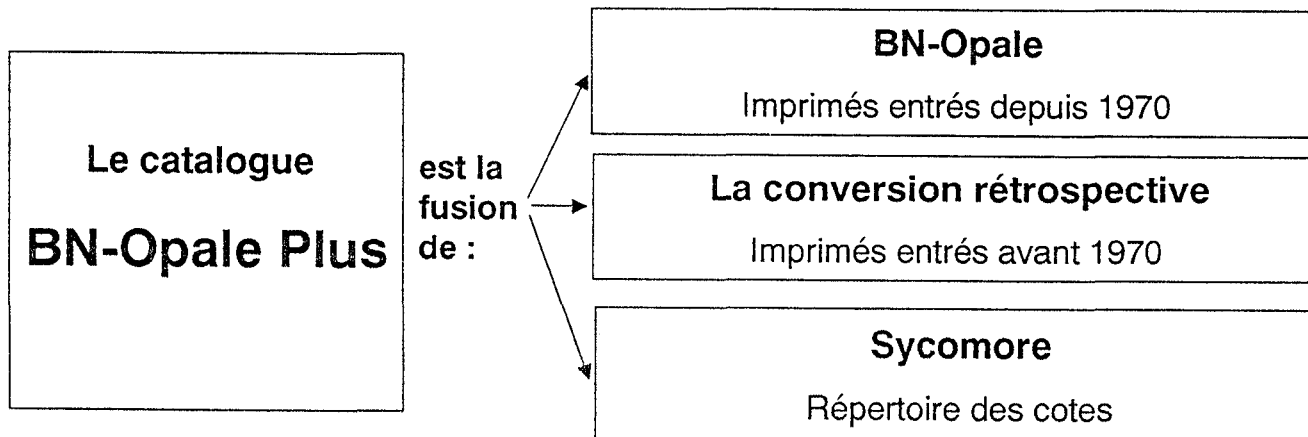 Le catalogue
BN-Opale Plus
est la
fusion
de :
BN-Opale
Imprimés entrés depuis 1970
La conversion rétrospective
Imprimés entrés avant 1970
Sycomore
Répertoire des cotes